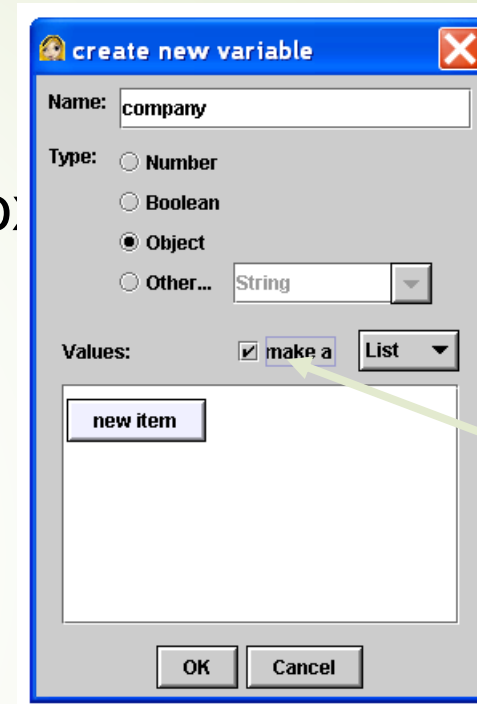 create new variable
Name: company
Type: Number
Boolean
Object
Other... String
Values: make a List
new item
OK Cancel